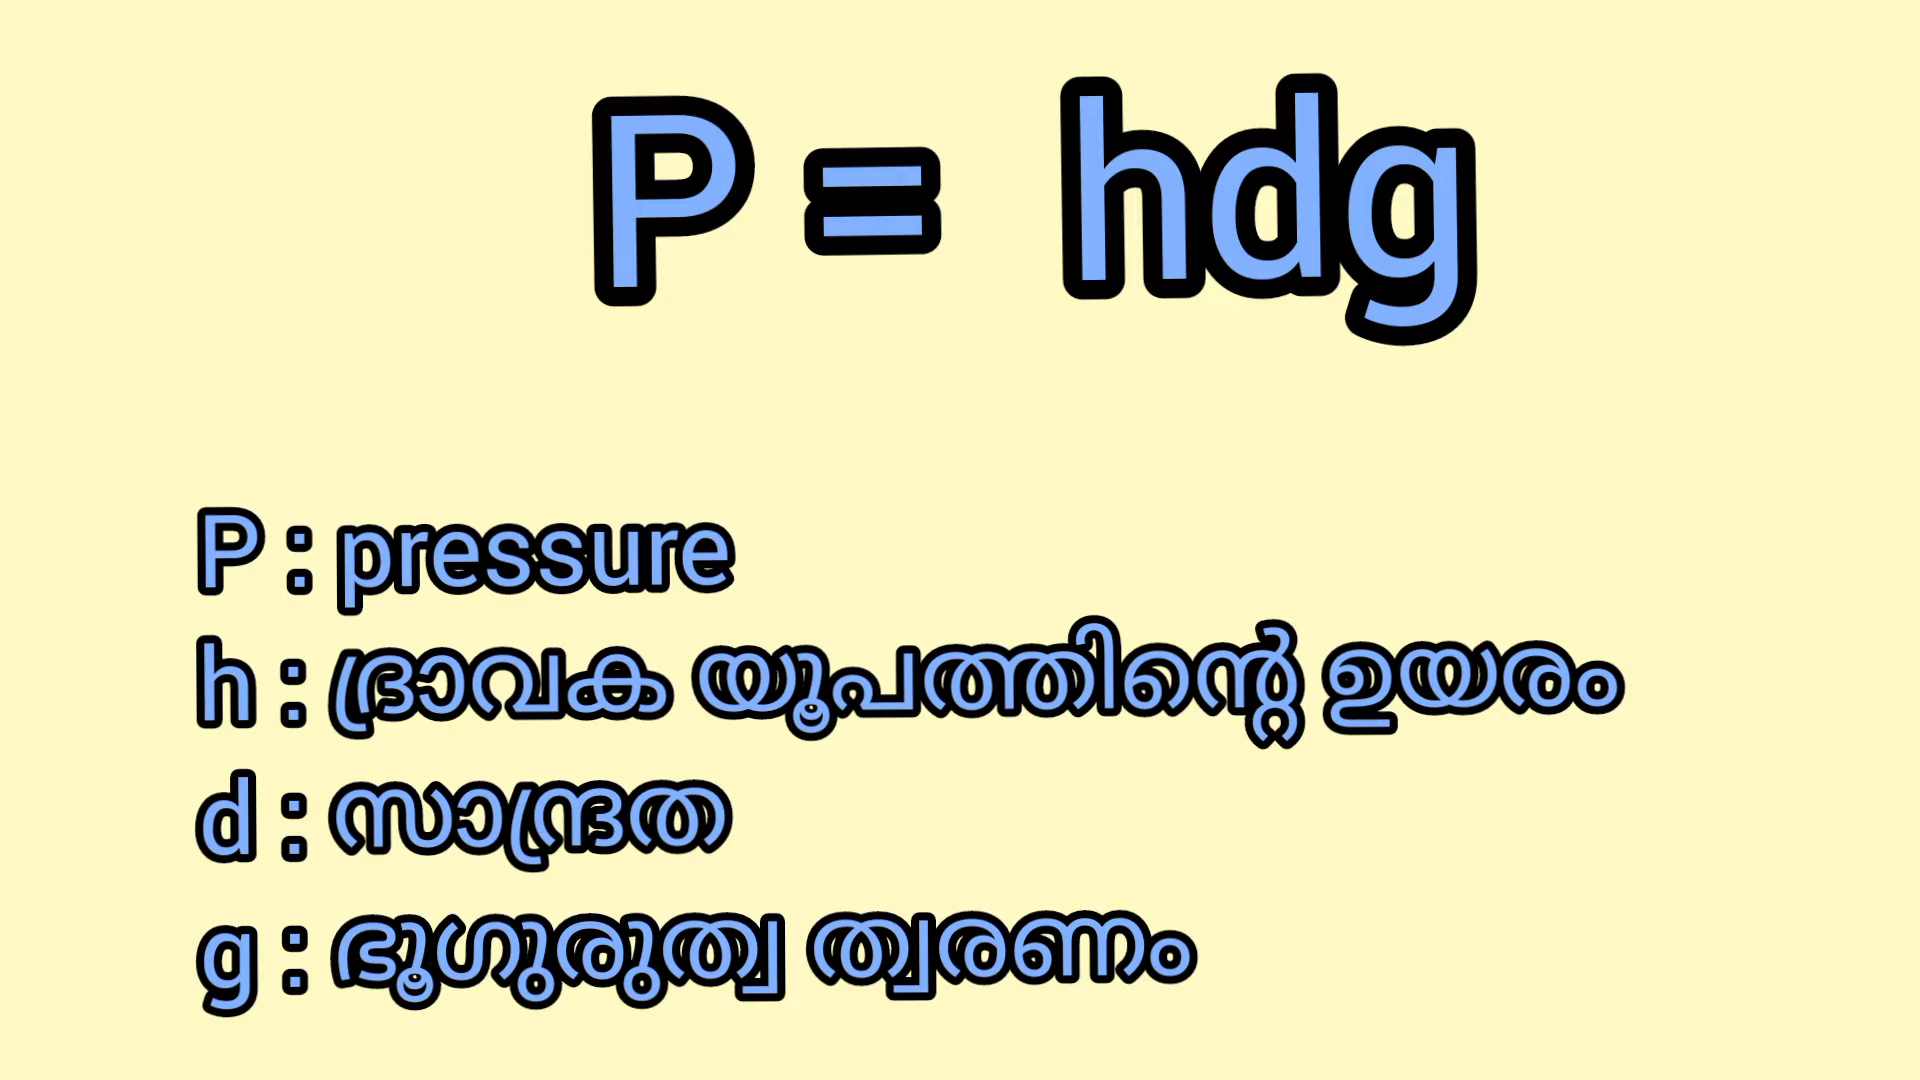 P = hdg
P : pressure
h : ദ്രാവക യൂപത്തിന്റെ ഉയരം
d : സാന്ദ്രത
g : ഭൂഗുരുത്വ ത്വരണം